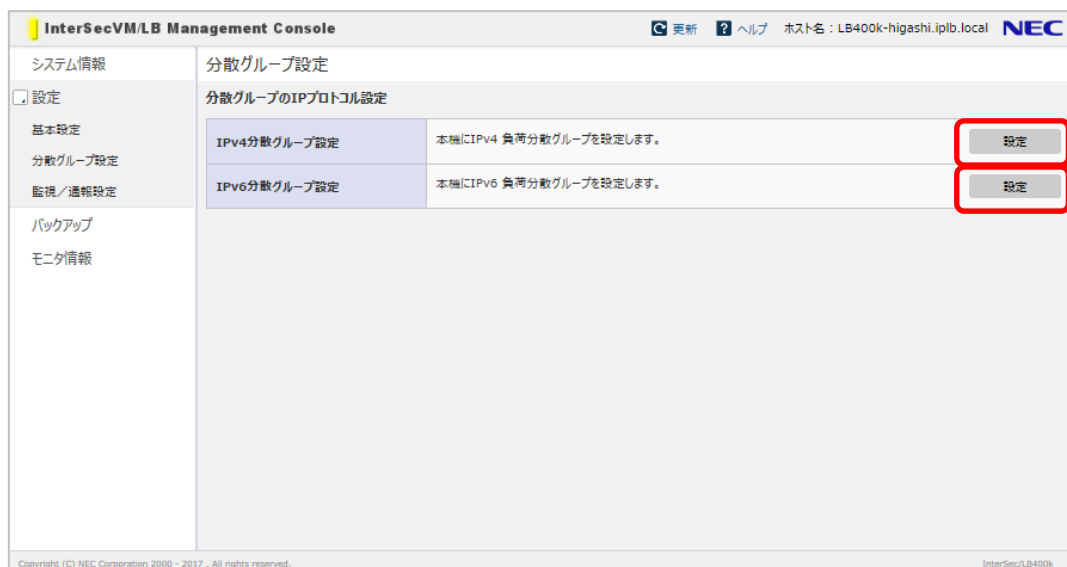 InterSecVM/LB Management Console
更新 ヘルプ ホスト名：LB400k-higashi.iplb.local NEC
システム情報
設定
基本設定
分散グループ設定
監視／通報設定
バックアップ
モニタ情報
分散グループ設定
分散グループのIPプロトコル設定
IPv4分散グループ設定 本機にIPv4 負荷分散グループを設定します。 設定
IPv6分散グループ設定 本機にIPv6 負荷分散グループを設定します。 設定
Copyright (C) NEC Corporation 2000 - 2017 . All rights reserved. InterSec/LB400k